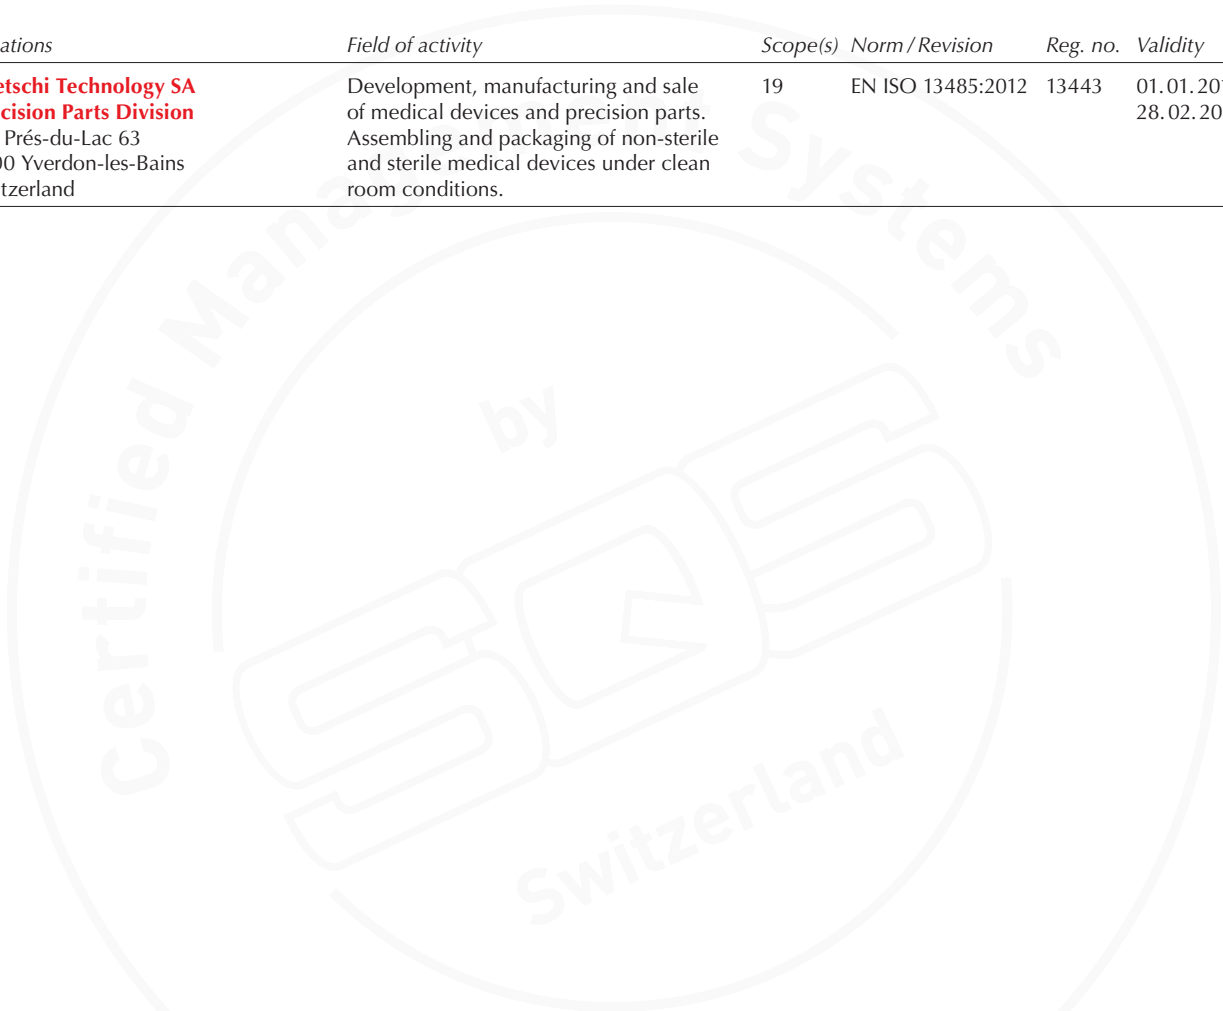 ations Field of activity Scope(s) Norm / Revision Reg. no. Validity
etschi Technology SA Development, manufacturing and sale 19 EN ISO 13485:2012 13443 01.01.20
cision Parts Division of medical devices and precision parts. 28.02.20
Prés-du-Lac 63 Assembling and packaging of non-sterile
00 Yverdon-les-Bains and sterile medical devices under clean
tzerland room conditions.
Certified Management Systems
by
SQS
Switzerland